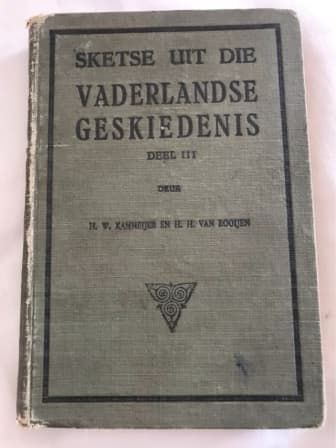 SKETSE UIT DIE
VADERLANDSE
GESKIEDENIS
DEEL III
DEUR
H. W. KAMMEIJER EN H. H. VAN ROOIJEN